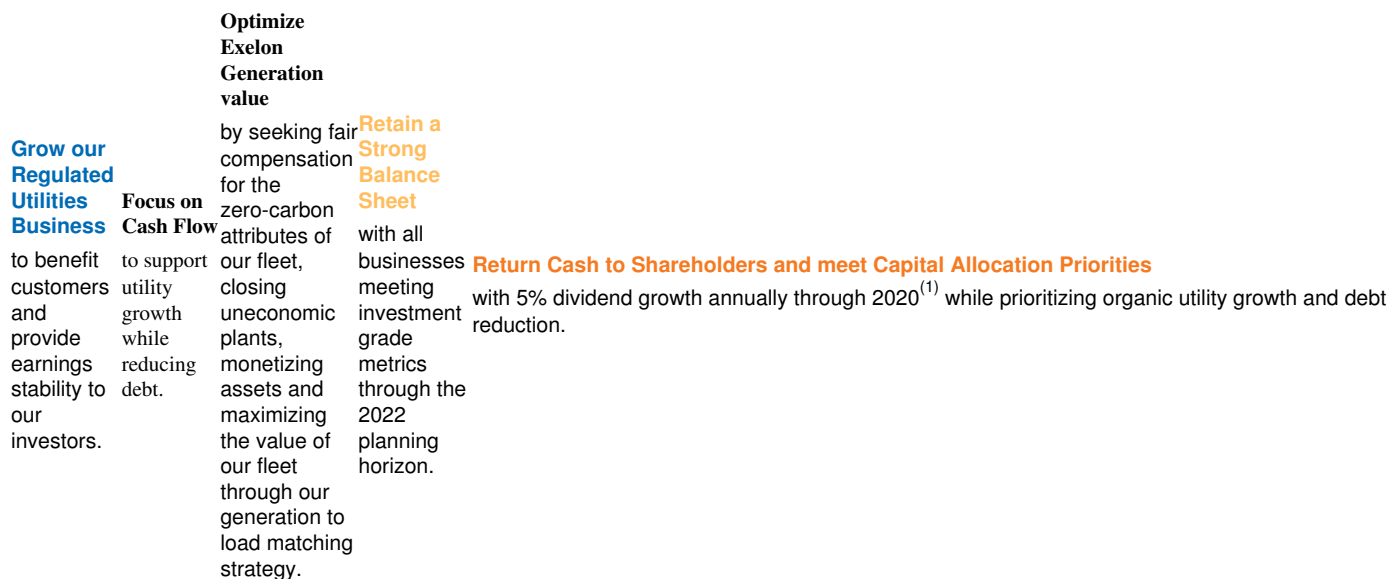 Grow our
Regulated
Utilities
Business
to benefit
customers
and
provide
earnings
stability to
our
investors.
Focus on
Cash Flow
to support
utility
growth
while
reducing
debt.
Optimize
Exelon
Generation
value
by seeking fair
compensation
for the
zero-carbon
attributes of
our fleet,
closing
uneconomic
plants,
monetizing
assets and
maximizing
the value of
our fleet
through our
generation to
load matching
strategy.
Retain a
Strong
Balance
Sheet
with all
businesses
meeting
investment
grade
metrics
through the
2022
planning
horizon.
Return Cash to Shareholders and meet Capital Allocation Priorities
with 5% dividend growth annually through 2020(1) while prioritizing organic utility growth and debt
reduction.